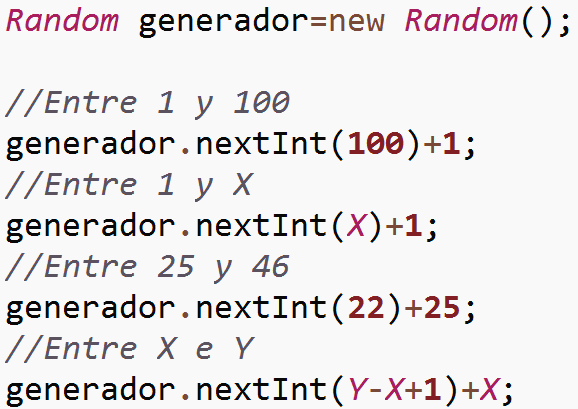 Random generador=new Random();
//Entre 1 y 100
generador.nextInt(100)+1;
//Entre 1 y X
generador.nextInt(X)+1;
//Entre 25 y 46
generador.nextInt(22)+25;
//Entre X e Y
generador.nextInt(Y-X+1)+X;